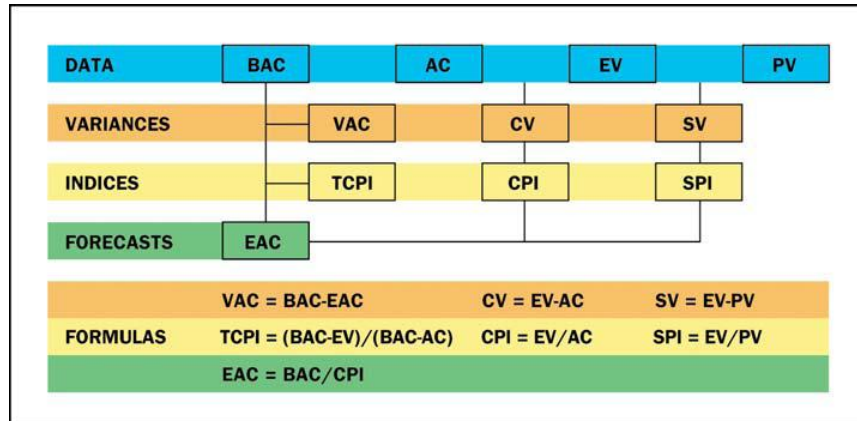 DATA BAC AC EV PV
VARIANCES VAC CV SV
INDICES TCPI CPI SPI
FORECASTS EAC
VAC = BAC-EAC CV = EV-AC SV = EV-PV
FORMULAS TCPI = (BAC-EV)/(BAC-AC) CPI = EV/AC SPI = EV/PV
EAC = BAC/CPI